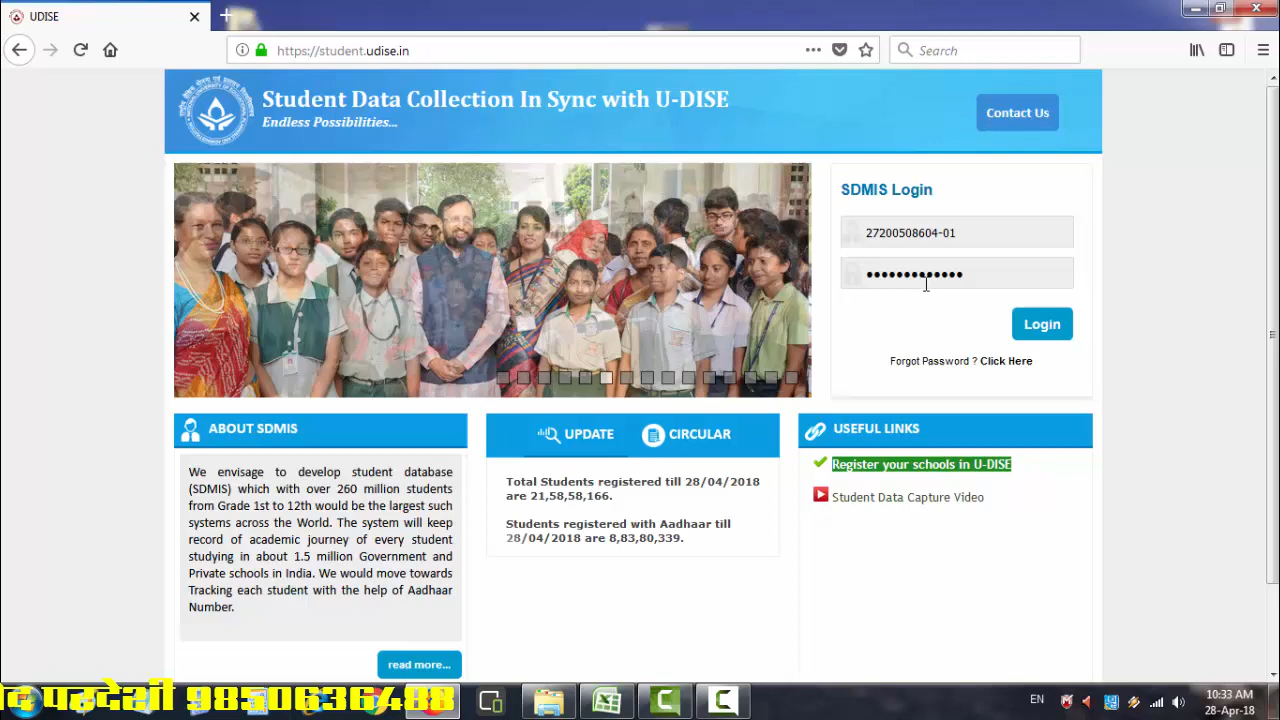 UDISE
https://student.udise.in
Search
Student Data Collection In Sync with U-DISE
Endless Possibilities...
Contact Us
SDMIS Login
27200508604-01
•••••••••••••
Login
Forgot Password ? Click Here
ABOUT SDMIS
We envisage to develop student database
(SDMIS) which with over 260 million students
from Grade 1st to 12th would be the largest such
systems across the World. The system will keep
record of academic journey of every student
studying in about 1.5 million Government and
Private schools in India. We would move towards
Tracking each student with the help of Aadhaar
Number.
read more...
UPDATE
CIRCULAR
Total Students registered till 28/04/2018
are 21,58,58,166.
Students registered with Aadhaar till
28/04/2018 are 8,83,80,339.
USEFUL LINKS
Register your schools in U-DISE
Student Data Capture Video
परदेशी 9850636488
EN
10:33 AM
28-Apr-18